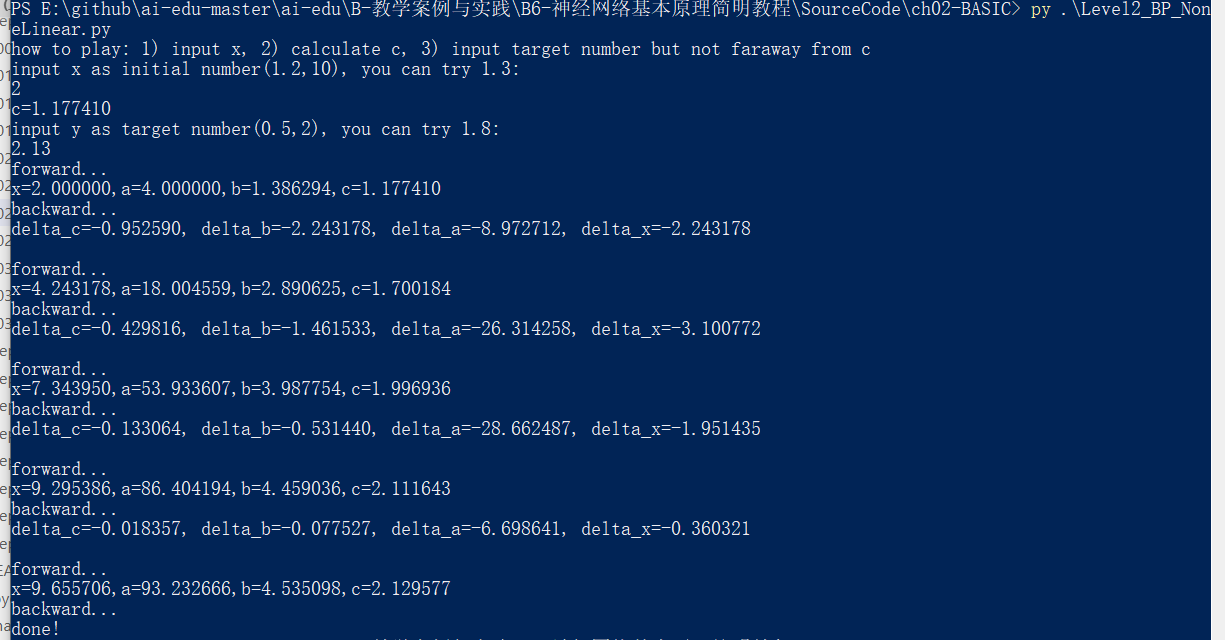 PS E:\github\ai-edu-master\ai-edu\B-教学案例与实践\B6-神经网络基本原理简明教程\SourceCode\ch02-BASIC> py .\Level2_BP_Non
eLinear.py
how to play: 1) input x, 2) calculate c, 3) input target number but not faraway from c
input x as initial number(1.2,10), you can try 1.3:
2
c=1.177410
input y as target number(0.5,2), you can try 1.8:
2.13
forward...
x=2.000000,a=4.000000,b=1.386294,c=1.177410
backward...
delta_c=-0.952590, delta_b=-2.243178, delta_a=-8.972712, delta_x=-2.243178
forward...
x=4.243178,a=18.004559,b=2.890625,c=1.700184
backward...
delta_c=-0.429816, delta_b=-1.461533, delta_a=-26.314258, delta_x=-3.100772
forward...
x=7.343950,a=53.933607,b=3.987754,c=1.996936
backward...
delta_c=-0.133064, delta_b=-0.531440, delta_a=-28.662487, delta_x=-1.951435
forward...
x=9.295386,a=86.404194,b=4.459036,c=2.111643
backward...
delta_c=-0.018357, delta_b=-0.077527, delta_a=-6.698641, delta_x=-0.360321
forward...
x=9.655706,a=93.232666,b=4.535098,c=2.129577
backward...
done!